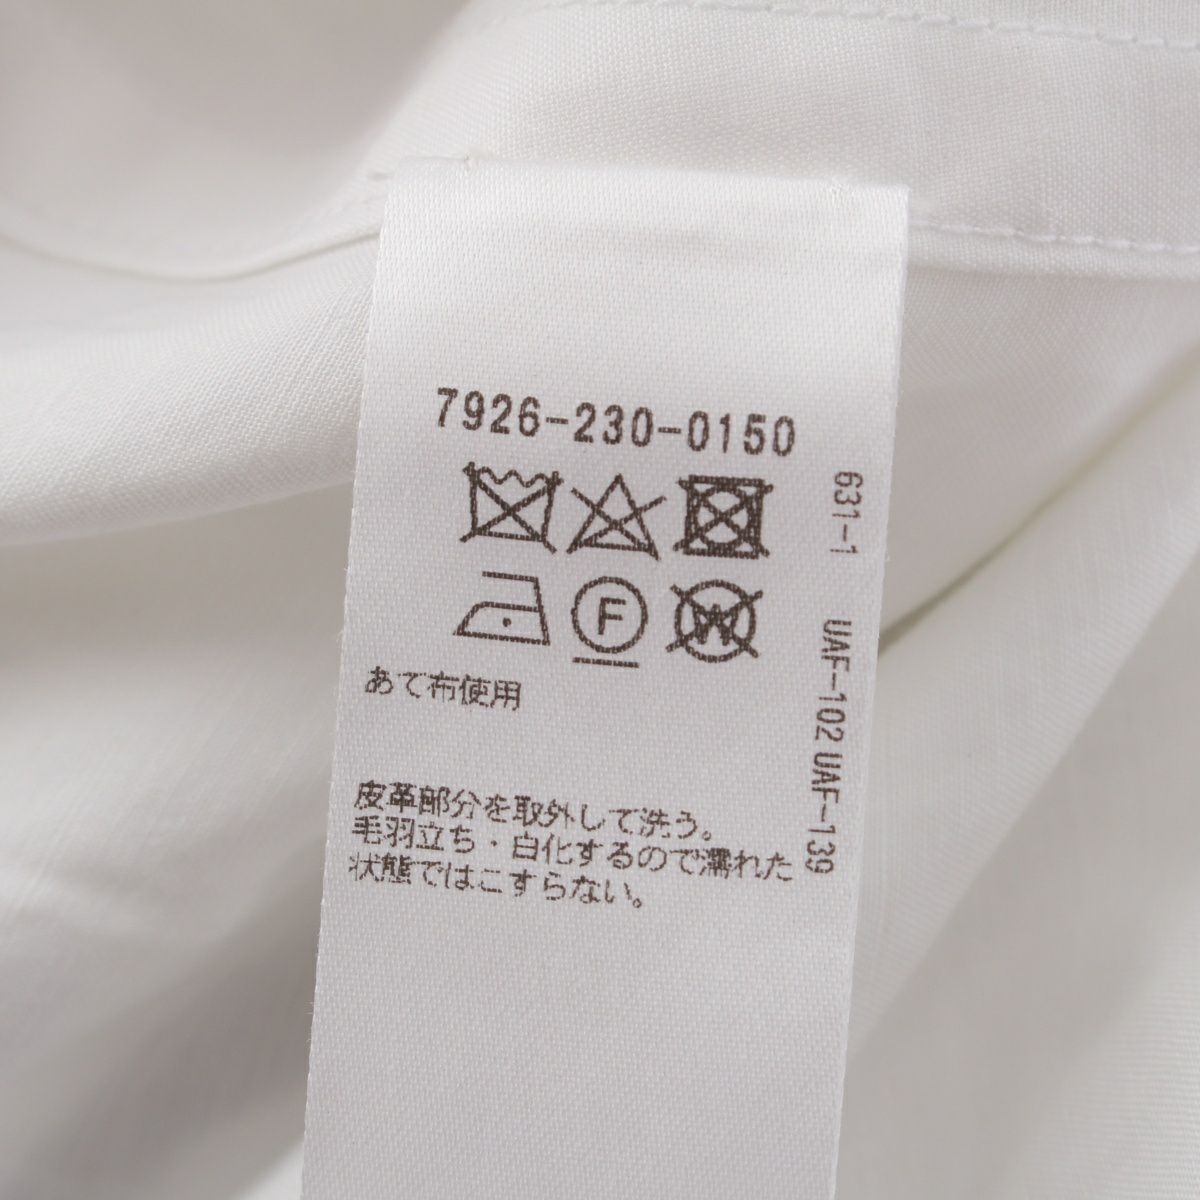 7926-230-0150
F
W
あて布使用
皮革部分を取外して洗う。
毛羽立ち・白化するので濡れた
状態ではこすらない。
631-1 UAF-102 UAF-139